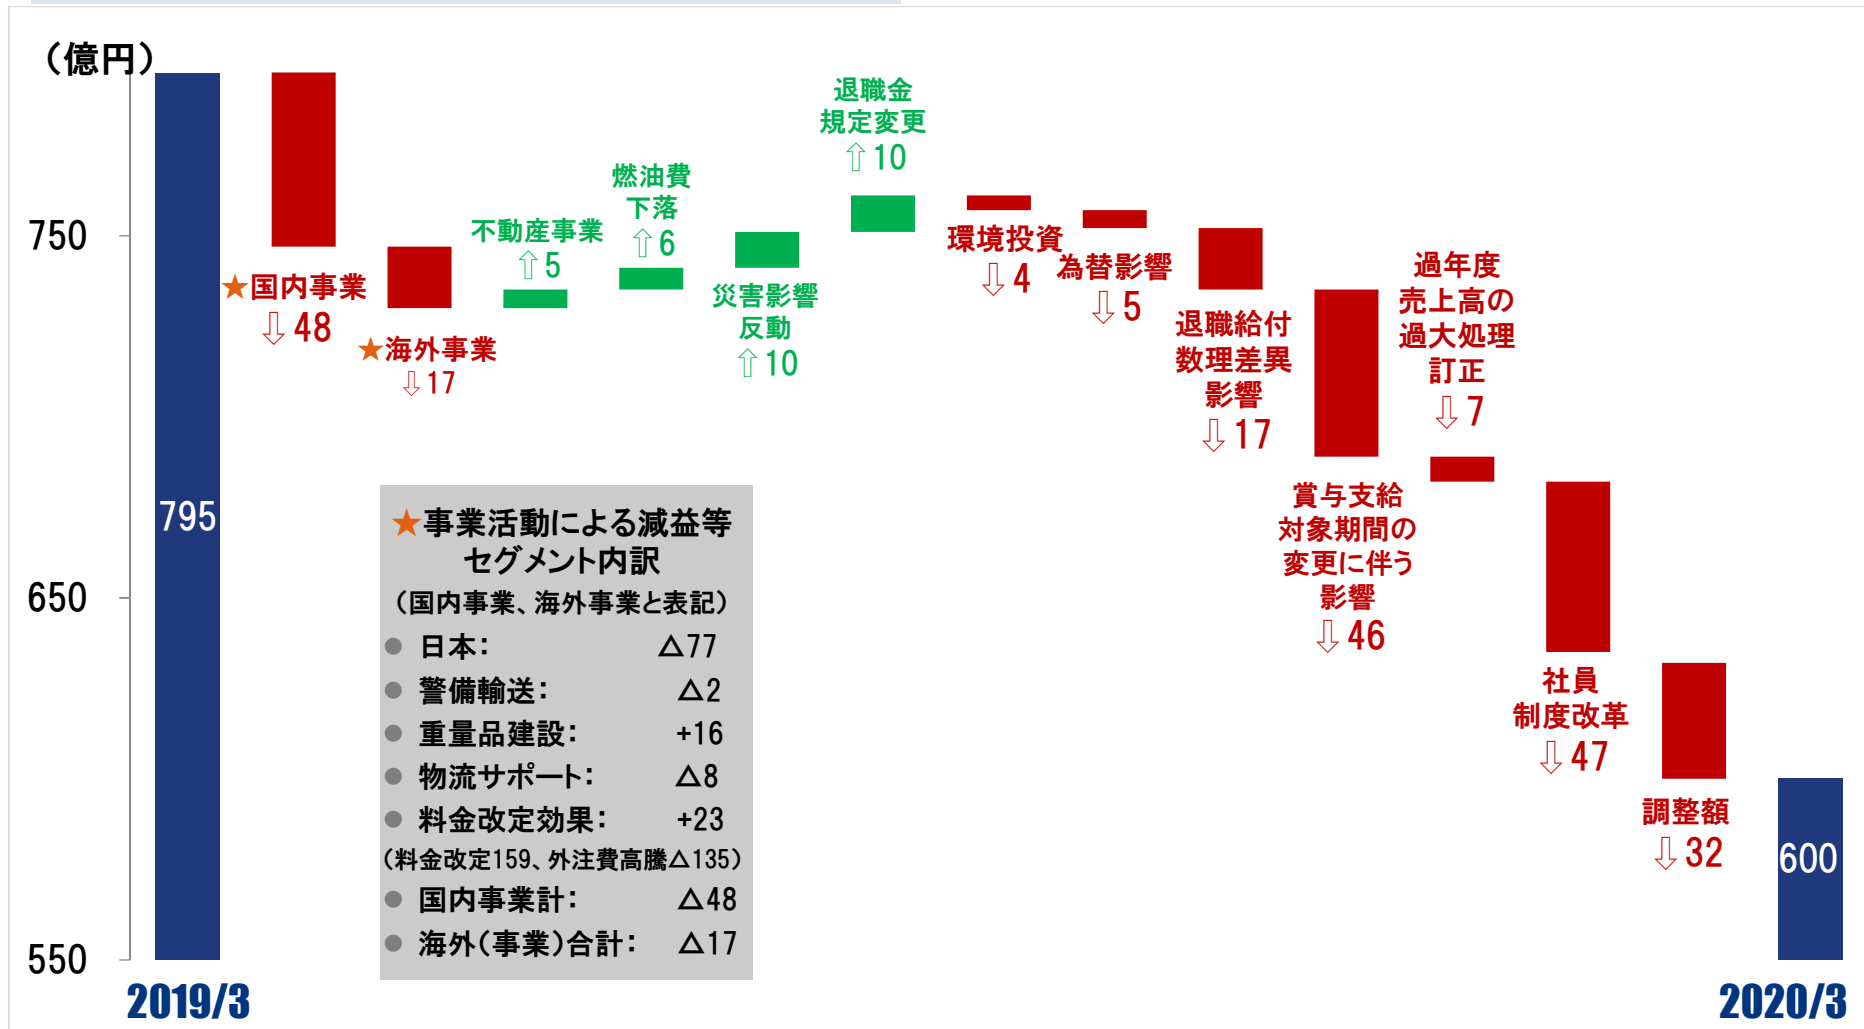 （億円）
750
650
550
795
★国内事業
⇩48
★海外事業
⇩17
不動産事業
⇧5
燃油費
下落
⇧6
災害影響
反動
⇧10
退職金
規定変更
⇧10
環境投資
⇩4
為替影響
⇩5
退職給付
数理差異
影響
⇩17
賞与支給
対象期間の
変更に伴う
影響
⇩46
過年度
売上高の
過大処理
訂正
⇩7
社員
制度改革
⇩47
調整額
⇩32
600
★事業活動による減益等
セグメント内訳
（国内事業、海外事業と表記）
● 日本： △77
● 警備輸送： △2
● 重量品建設： +16
● 物流サポート： △8
● 料金改定効果： +23
（料金改定159、外注費高騰△135）
● 国内事業計： △48
● 海外（事業）合計： △17
2019/3
2020/3